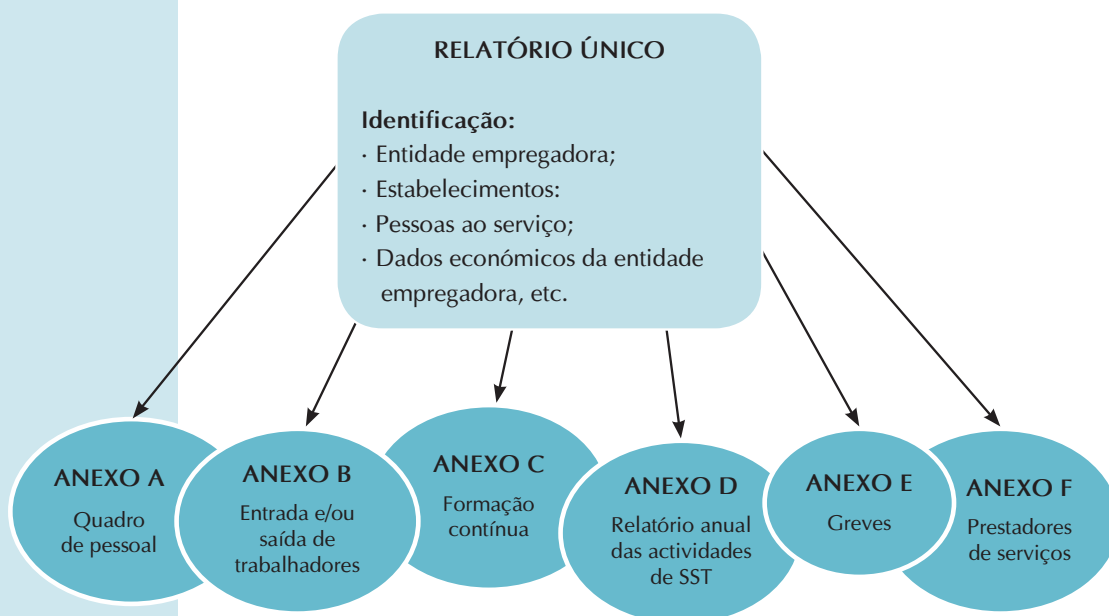 RELATÓRIO ÚNICO
Identificação:
· Entidade empregadora;
· Estabelecimentos:
· Pessoas ao serviço;
· Dados económicos da entidade
empregadora, etc.
ANEXO A
Quadro
de pessoal
ANEXO B
Entrada e/ou
saída de
trabalhadores
ANEXO C
Formação
contínua
ANEXO D
Relatório anual
das actividades
de SST
ANEXO E
Greves
ANEXO F
Prestadores
de serviços